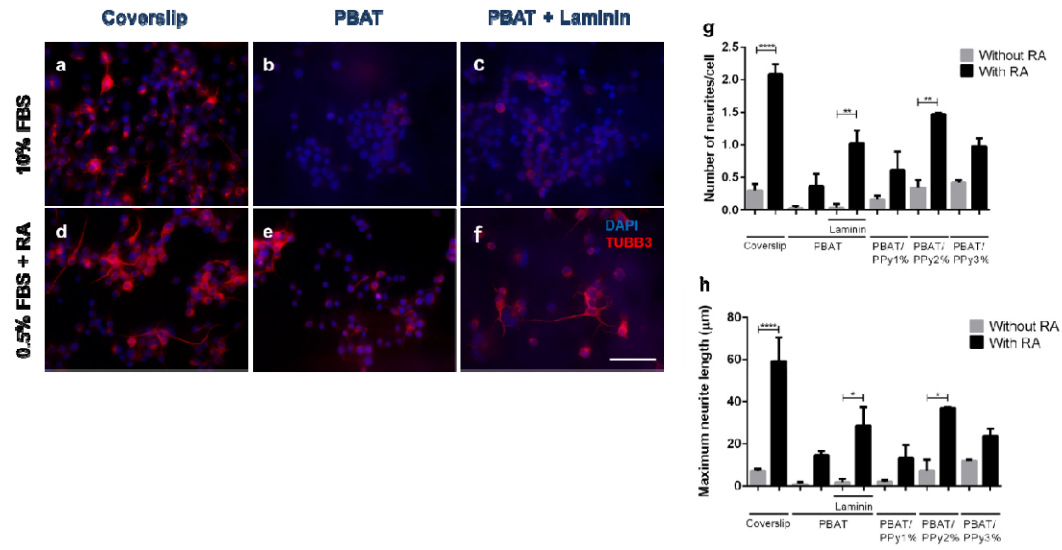 Coverslip PBAT PBAT + Laminin
10% FBS
a b c
0.5% FBS + RA
d e f
DAPI
TUBB3
g
Number of neurites/cell
2.5
2.0
1.5
1.0
0.5
0.0
**** ** **
Without RA
With RA
Laminin
Coverslip PBAT PBAT/ PBAT/ PBAT/
PPy1% PPy2% PPy3%
h
Maximum neurite length (µm)
80
60
40
20
0
**** * *
Without RA
With RA
Laminin
Coverslip PBAT PBAT/ PBAT/ PBAT/
PPy1% PPy2% PPy3%